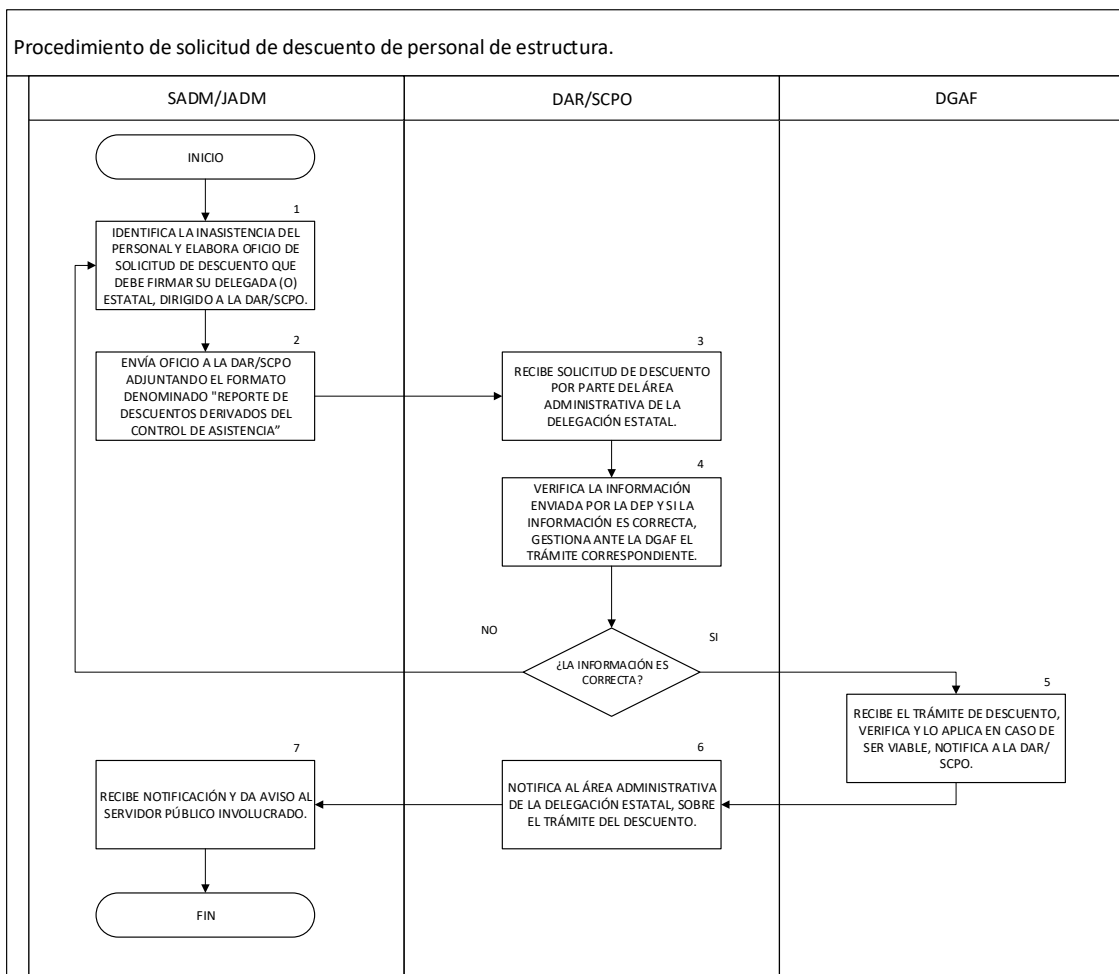 Procedimiento de solicitud de descuento de personal de estructura.
SADM/JADM
DAR/SCPO
DGAF
INICIO
1
IDENTIFICA LA INASISTENCIA DEL
PERSONAL Y ELABORA OFICIO DE
SOLICITUD DE DESCUENTO QUE
DEBE FIRMAR SU DELEGADA (O)
ESTATAL, DIRIGIDO A LA DAR/SCPO.
2
ENVÍA OFICIO A LA DAR/SCPO
ADJUNTANDO EL FORMATO
DENOMINADO "REPORTE DE
DESCUENTOS DERIVADOS DEL
CONTROL DE ASISTENCIA”
3
RECIBE SOLICITUD DE DESCUENTO
POR PARTE DEL ÁREA
ADMINISTRATIVA DE LA
DELEGACIÓN ESTATAL.
4
VERIFICA LA INFORMACIÓN
ENVIADA POR LA DEP Y SI LA
INFORMACIÓN ES CORRECTA,
GESTIONA ANTE LA DGAF EL
TRÁMITE CORRESPONDIENTE.
NO
SI
¿LA INFORMACIÓN ES
CORRECTA?
5
RECIBE EL TRÁMITE DE DESCUENTO,
VERIFICA Y LO APLICA EN CASO DE
SER VIABLE, NOTIFICA A LA DAR/
SCPO.
6
NOTIFICA AL ÁREA ADMINISTRATIVA
DE LA DELEGACIÓN ESTATAL, SOBRE
EL TRÁMITE DEL DESCUENTO.
7
RECIBE NOTIFICACIÓN Y DA AVISO AL
SERVIDOR PÚBLICO INVOLUCRADO.
FIN